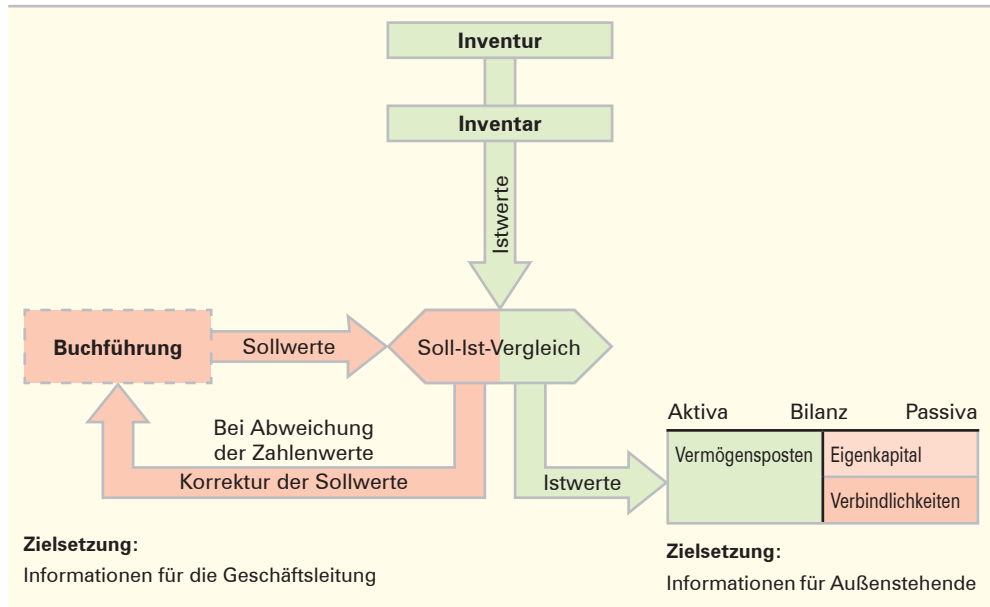 Inventur
Inventar
Istwerte
Buchführung
Sollwerte
Soll-Ist-Vergleich
Bei Abweichung
der Zahlenwerte
Korrektur der Sollwerte
Istwerte
Aktiva Bilanz Passiva
Vermögensposten
Eigenkapital
Verbindlichkeiten
Zielsetzung:
Informationen für die Geschäftsleitung
Zielsetzung:
Informationen für Außenstehende